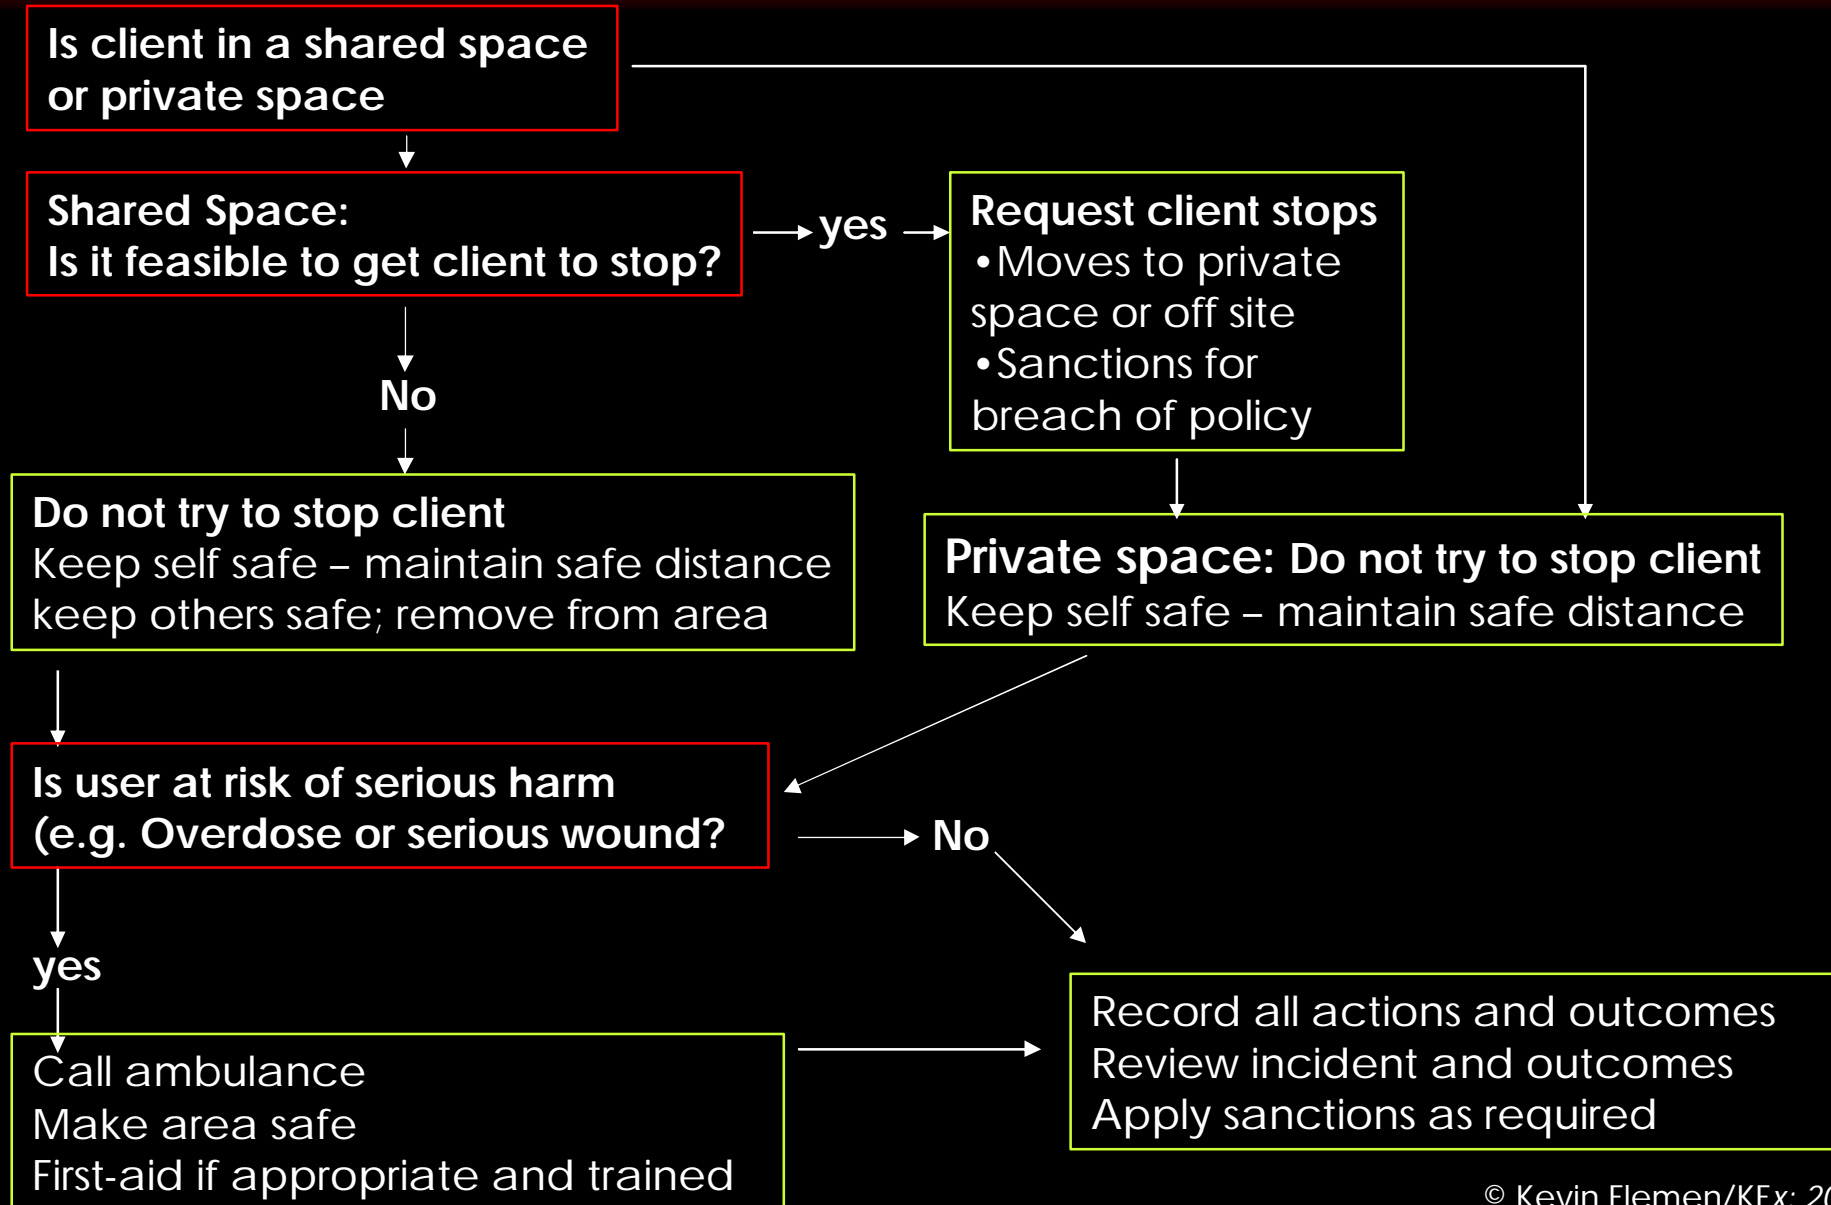 Is client in a shared space
or private space
Shared Space:
Is it feasible to get client to stop?
yes
Request client stops
•Moves to private
space or off site
•Sanctions for
breach of policy
No
Do not try to stop client
Keep self safe – maintain safe distance
keep others safe; remove from area
Private space: Do not try to stop client
Keep self safe – maintain safe distance
Is user at risk of serious harm
(e.g. Overdose or serious wound?
No
yes
Call ambulance
Make area safe
First-aid if appropriate and trained
Record all actions and outcomes
Review incident and outcomes
Apply sanctions as required
© Kevin Flemen/KFx: